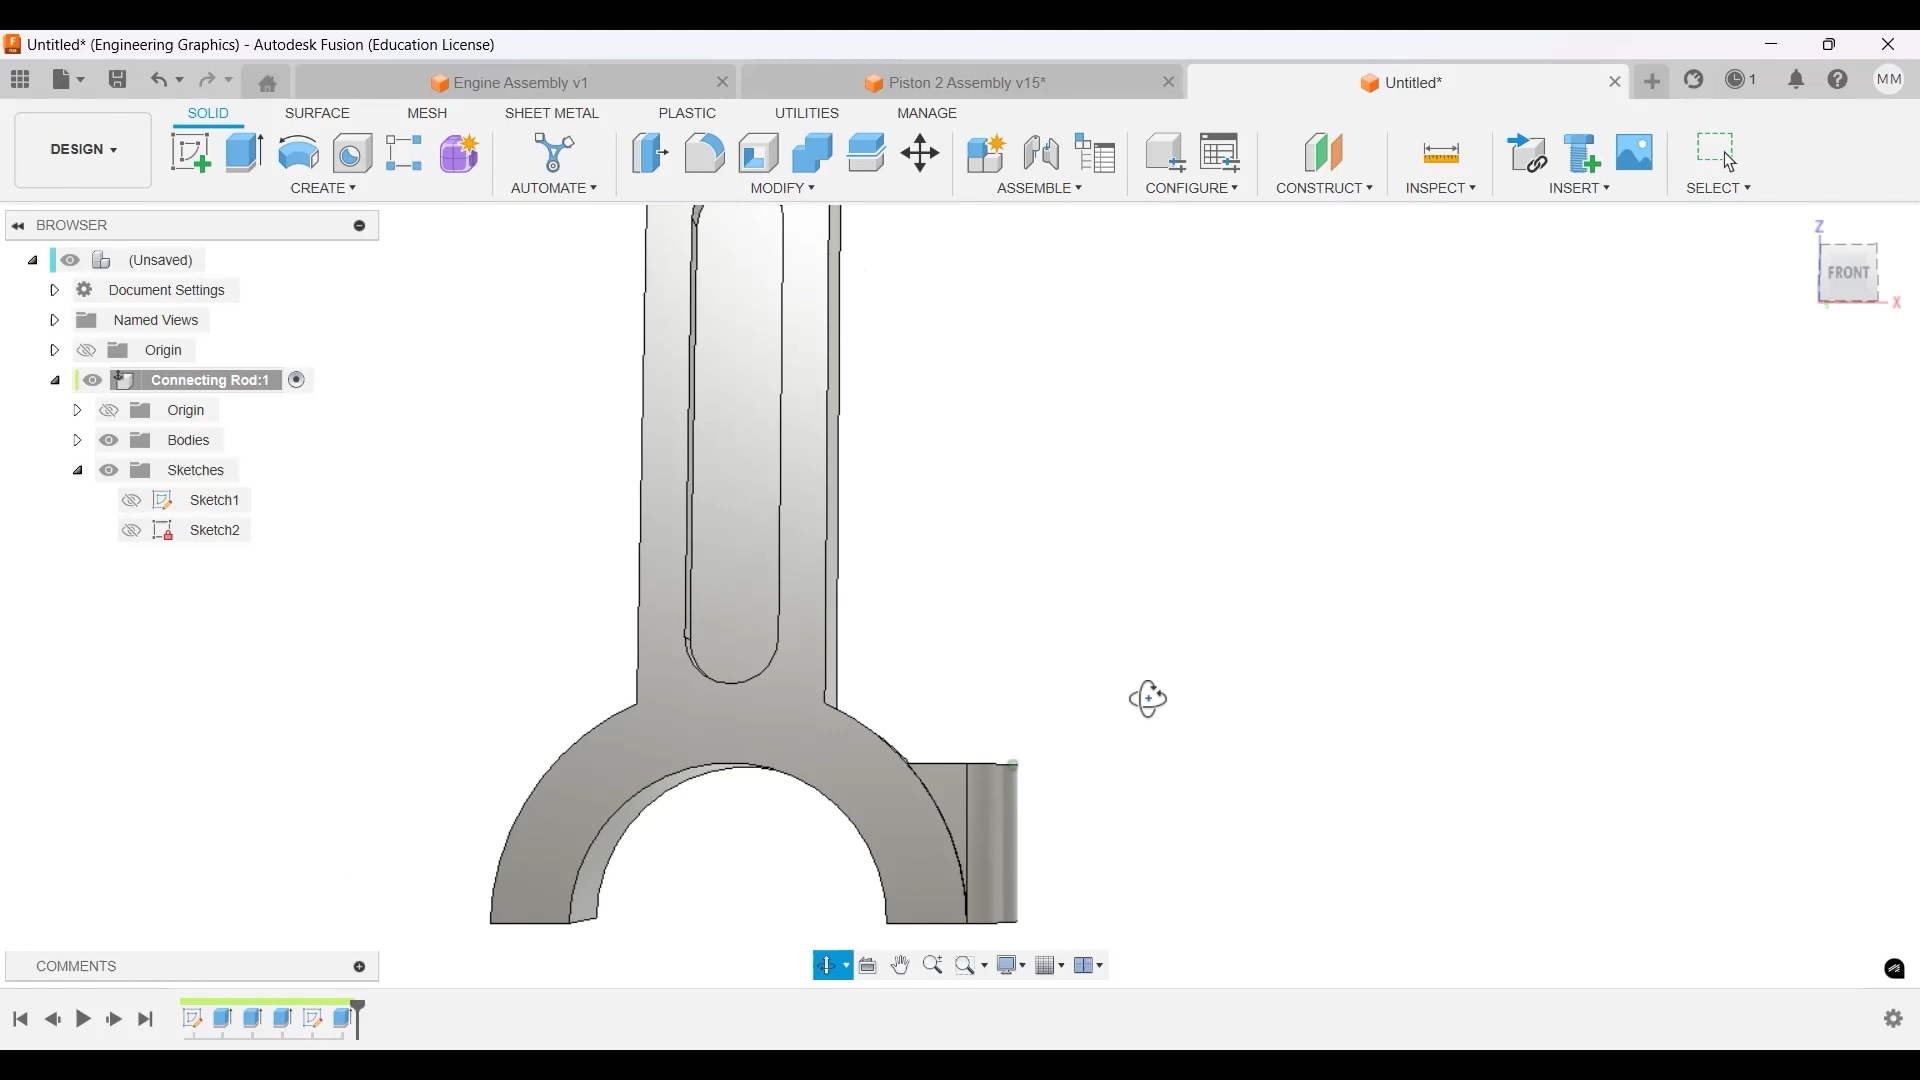 Untitled* (Engineering Graphics) - Autodesk Fusion (Education License)
Engine Assembly v1
Piston 2 Assembly v15*
Untitled*
1
MM
SOLID
SURFACE
MESH
SHEET METAL
PLASTIC
UTILITIES
MANAGE
DESIGN
CREATE
AUTOMATE
MODIFY
ASSEMBLE
CONFIGURE
CONSTRUCT
INSPECT
INSERT
SELECT
BROWSER
(Unsaved)
Document Settings
Named Views
Origin
Connecting Rod:1
Origin
Bodies
Sketches
Sketch1
Sketch2
Z
FRONT
X
COMMENTS